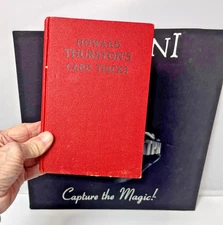 HOWARD
THURSTON'S
CARD TRICKS
NI
Capture the Magic!